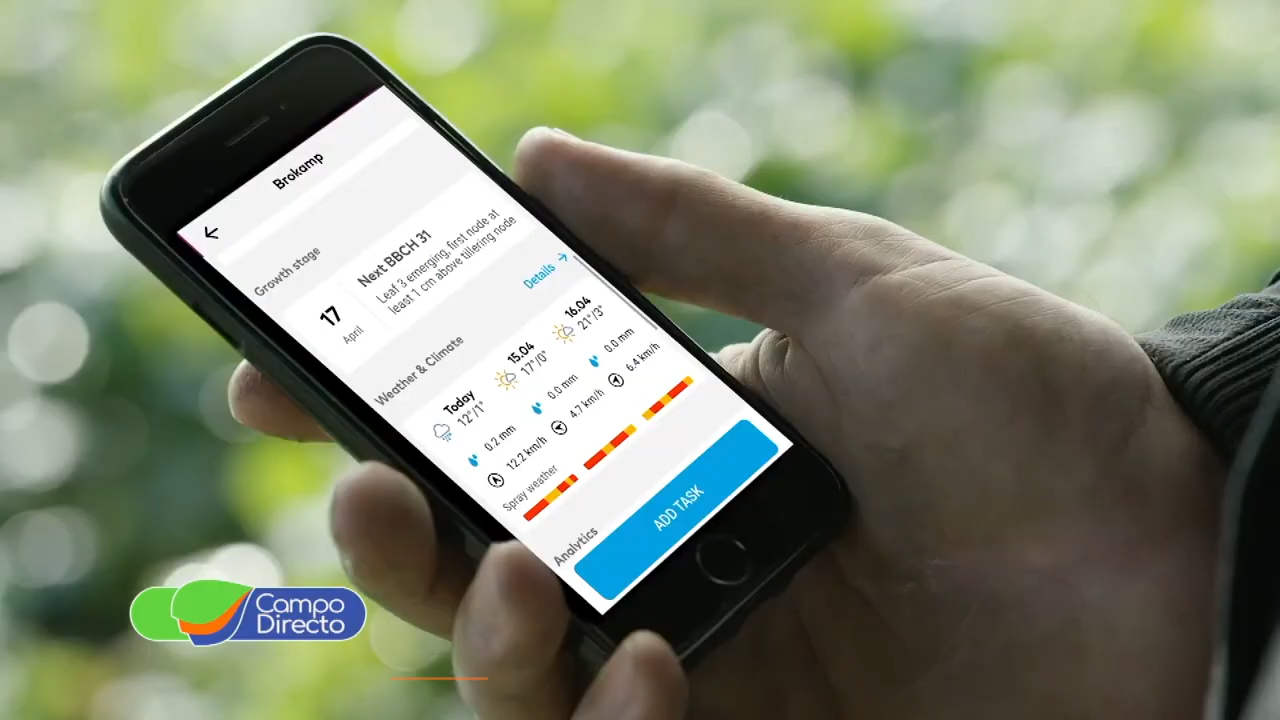 Brokamp
Growth stage
17
April
Next BBCH 31
Leaf 3 emerging, first node at
least 1 cm above tillering node
Details
Weather & Climate
Today
12°/1°
0.2 mm
12.2 km/h
15.04
17°/0°
0.0 mm
4.7 km/h
16.04
21°/3°
0.0 mm
6.4 km/h
Spray weather
Analytics
ADD TASK
Campo
Directo